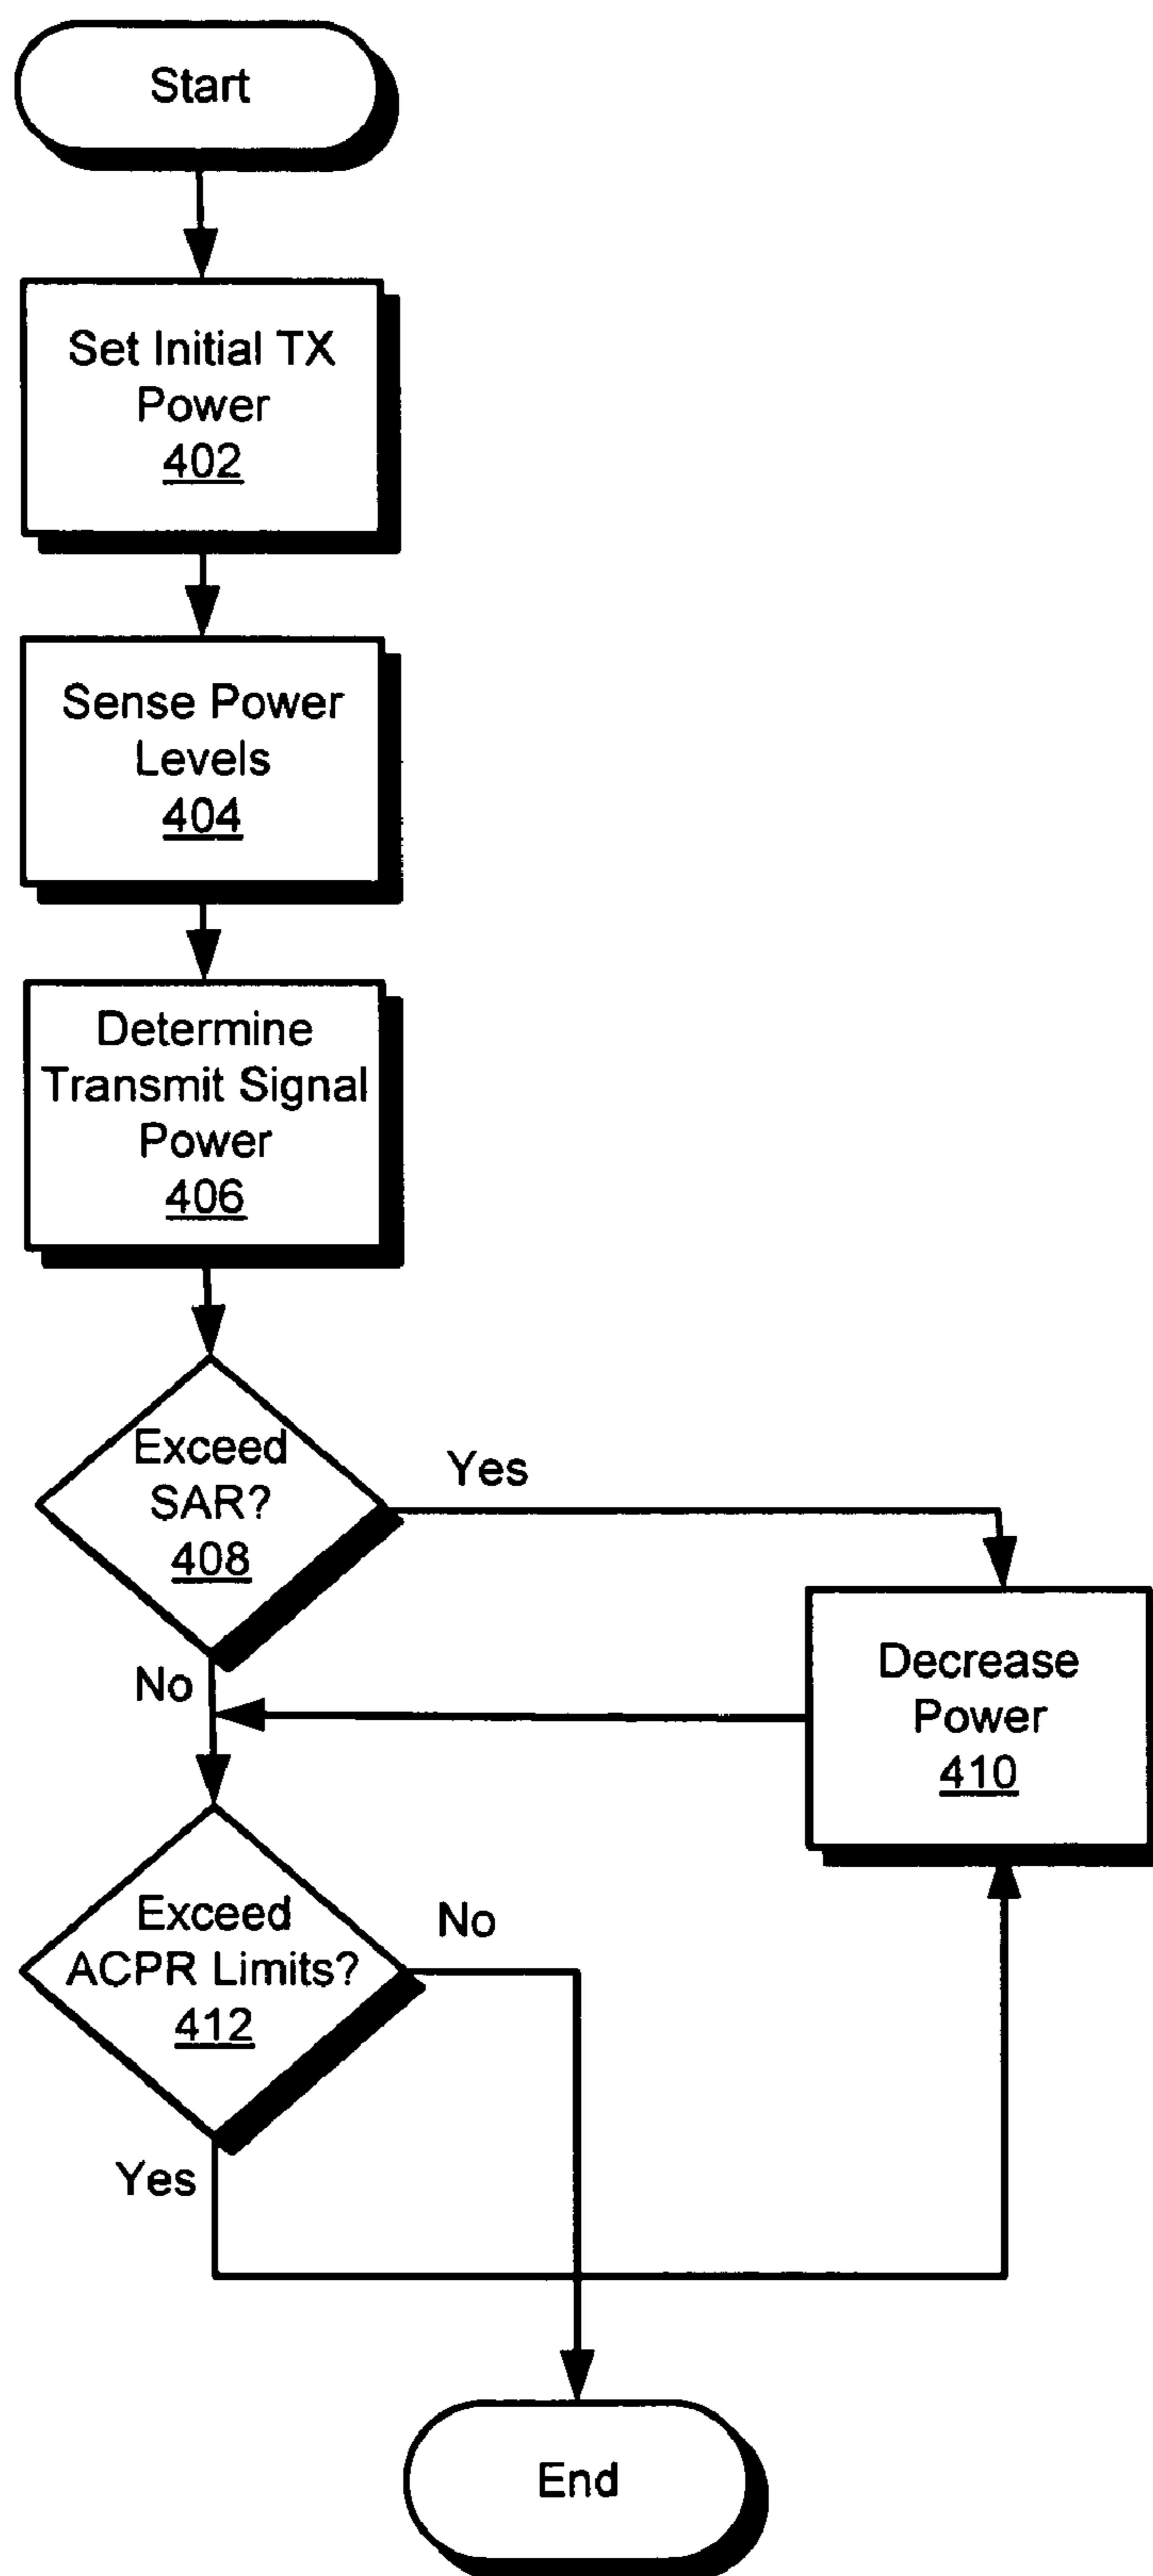 Start
Set Initial TX
Power
402
Sense Power
Levels
404
Determine
Transmit Signal
Power
406
Exceed
SAR?
408
Yes
No
Decrease
Power
410
Exceed
ACPR Limits?
412
No
Yes
End